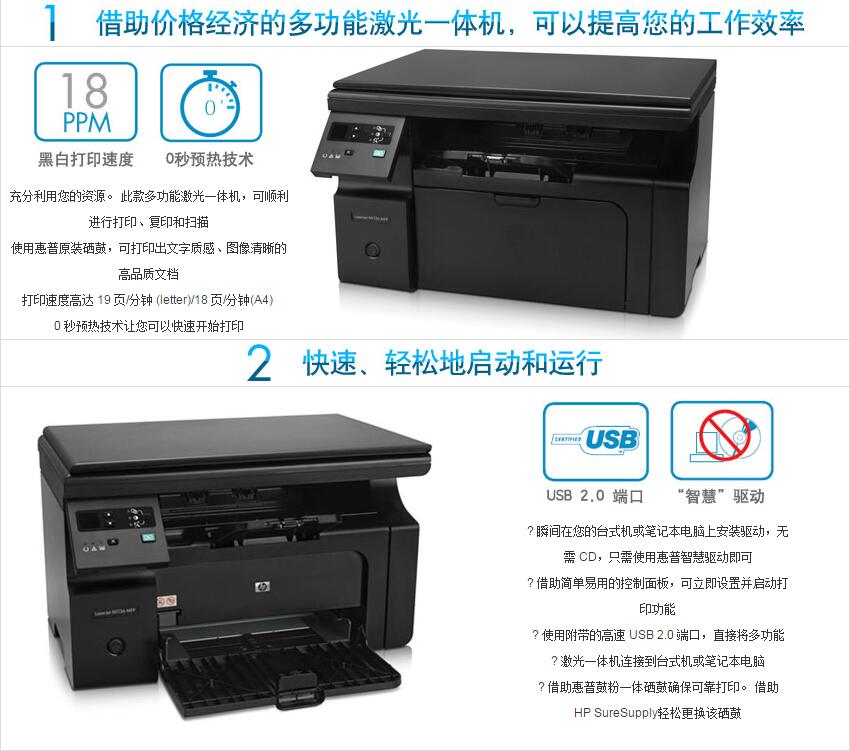 1 借助价格经济的多功能激光一体机，可以提高您的工作效率
18
PPM
0'
黑白打印速度
0秒预热技术
充分利用您的资源。 此款多功能激光一体机，可顺利
进行打印、复印和扫描
使用惠普原装硒鼓，可打印出文字质感、图像清晰的
高品质文档
打印速度高达 19 页/分钟 (letter)/18 页/分钟(A4)
0 秒预热技术让您可以快速开始打印
2 快速、轻松地启动和运行
CERTIFIED USB
USB 2.0 端口
“智慧”驱动
? 瞬间在您的台式机或笔记本电脑上安装驱动，无
需 CD，只需使用惠普智慧驱动即可
? 借助简单易用的控制面板，可立即设置并启动打
印功能
? 使用附带的高速 USB 2.0 端口，直接将多功能
? 激光一体机连接到台式机或笔记本电脑
? 借助惠普鼓粉一体硒鼓确保可靠打印。 借助
HP SureSupply轻松更换该硒鼓
hp